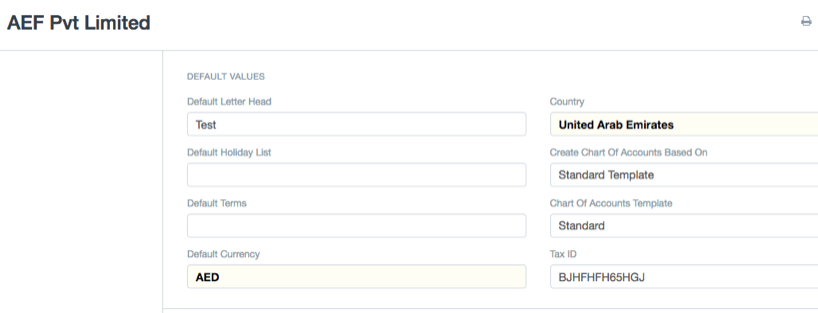 AEF Pvt Limited
DEFAULT VALUES
Default Letter Head
Test
Default Holiday List
Default Terms
Default Currency
AED
Country
United Arab Emirates
Create Chart Of Accounts Based On
Standard Template
Chart Of Accounts Template
Standard
Tax ID
BJHFHFH65HGJ